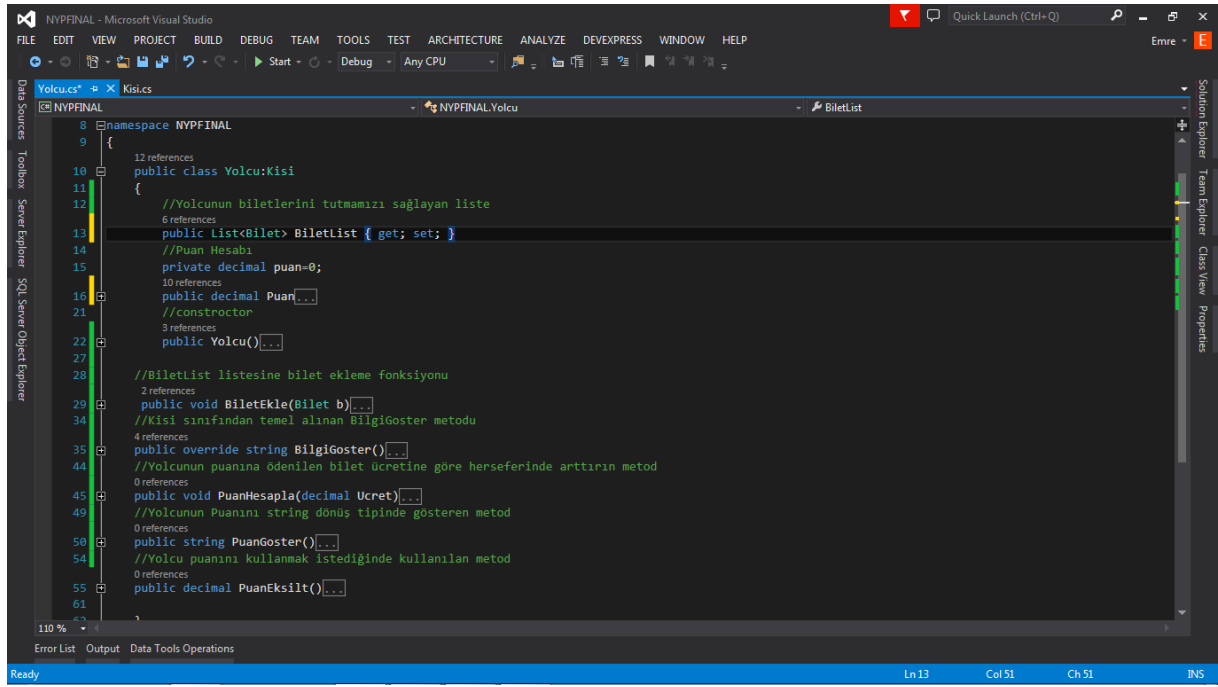 NYPFINAL - Microsoft Visual Studio
Quick Launch (Ctrl+Q)
FILE EDIT VIEW PROJECT BUILD DEBUG TEAM TOOLS TEST ARCHITECTURE ANALYZE DEVEXPRESS WINDOW HELP
Emre E
Start Debug Any CPU
Yolcu.cs* Kisi.cs
NYPFINAL NYPFINAL.Yolcu BiletList
Data Sources
Toolbox
Server Explorer
SQL Server Object Explorer
8 namespace NYPFINAL
9 {
12 references
10 public class Yolcu:Kisi
11 {
12 //Yolcunun biletlerini tutmamızı sağlayan liste
6 references
13 public List<Bilet> BiletList { get; set; }
14 //Puan Hesabı
15 private decimal puan=0;
10 references
16 public decimal Puan...
21 //constroctor
3 references
22 public Yolcu()...
27
28 //BiletList listesine bilet ekleme fonksiyonu
2 references
29 public void BiletEkle(Bilet b)...
34 //Kisi sınıfından temel alınan BilgiGoster metodu
4 references
35 public override string BilgiGoster()...
44 //Yolcunun puanına ödenilen bilet ücretine göre herseferinde arttırın metod
0 references
45 public void PuanHesapla(decimal Ucret)...
49 //Yolcunun Puanını string dönüş tipinde gösteren metod
0 references
50 public string PuanGoster()...
54 //Yolcu puanını kullanmak istediğinde kullanılan metod
0 references
55 public decimal PuanEksilt()...
61
62 }
Solution Explorer
Team Explorer
Class View
Properties
110 %
Error List Output Data Tools Operations
Ready Ln 13 Col 51 Ch 51 INS